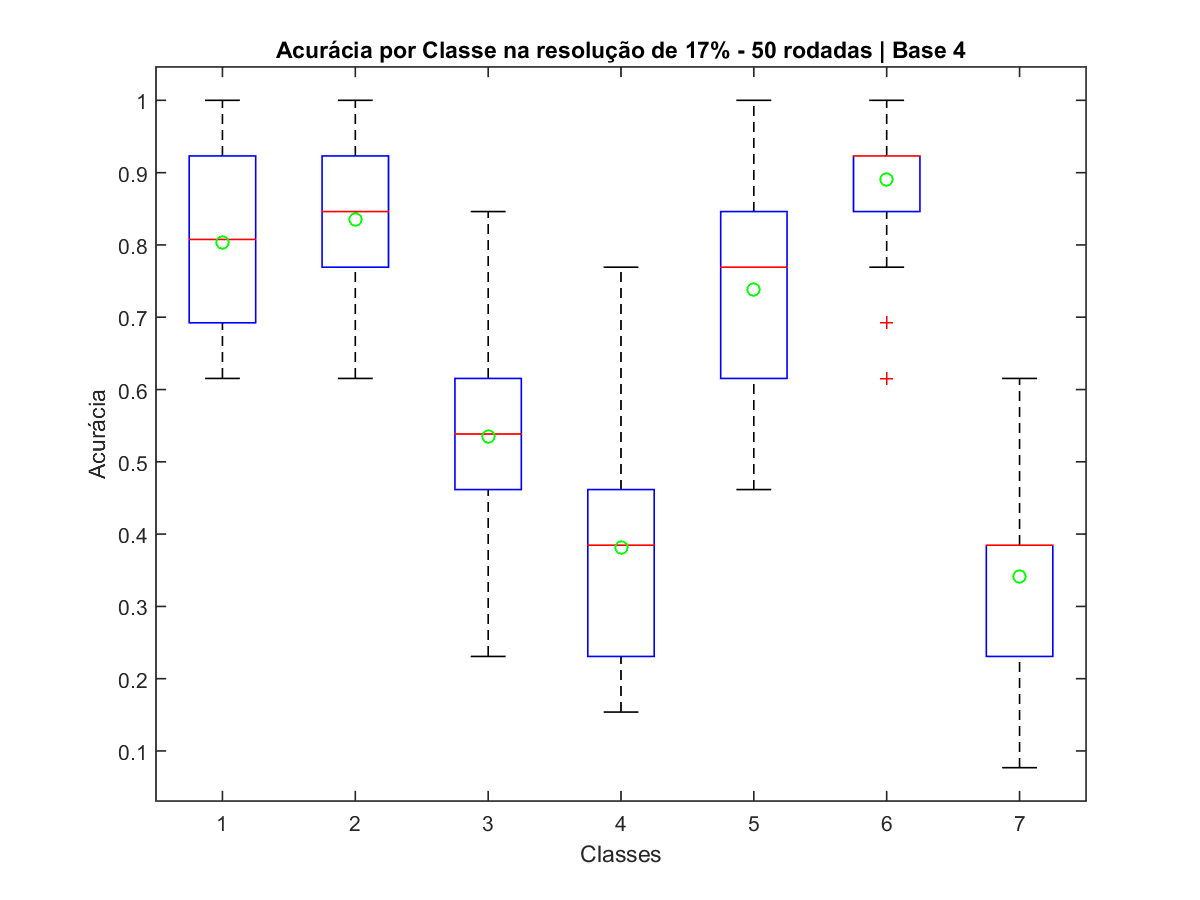 Acurácia por Classe na resolução de 17% - 50 rodadas | Base 4
1
0.9
0.8
0.7
0.6
0.5
0.4
0.3
0.2
0.1
Acurácia
1 2 3 4 5 6 7
Classes